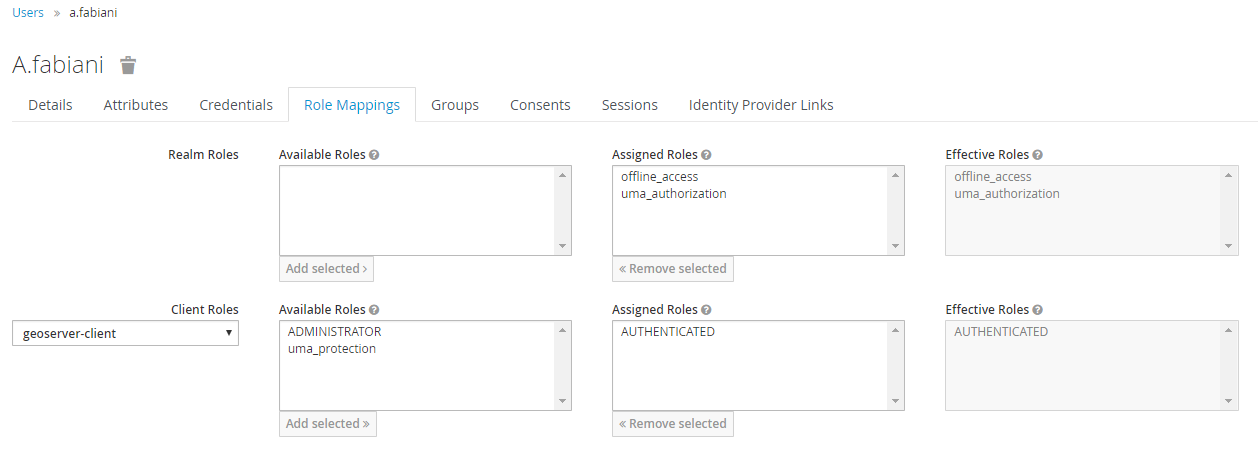 Users » a.fabiani
A.fabiani
Details Attributes Credentials Role Mappings Groups Consents Sessions Identity Provider Links
Realm Roles Available Roles ? Assigned Roles ? Effective Roles ?
offline_access offline_access
uma_authorization uma_authorization
Add selected › « Remove selected
Client Roles Available Roles ? Assigned Roles ? Effective Roles ?
geoserver-client ADMINISTRATOR AUTHENTICATED AUTHENTICATED
uma_protection
Add selected » « Remove selected